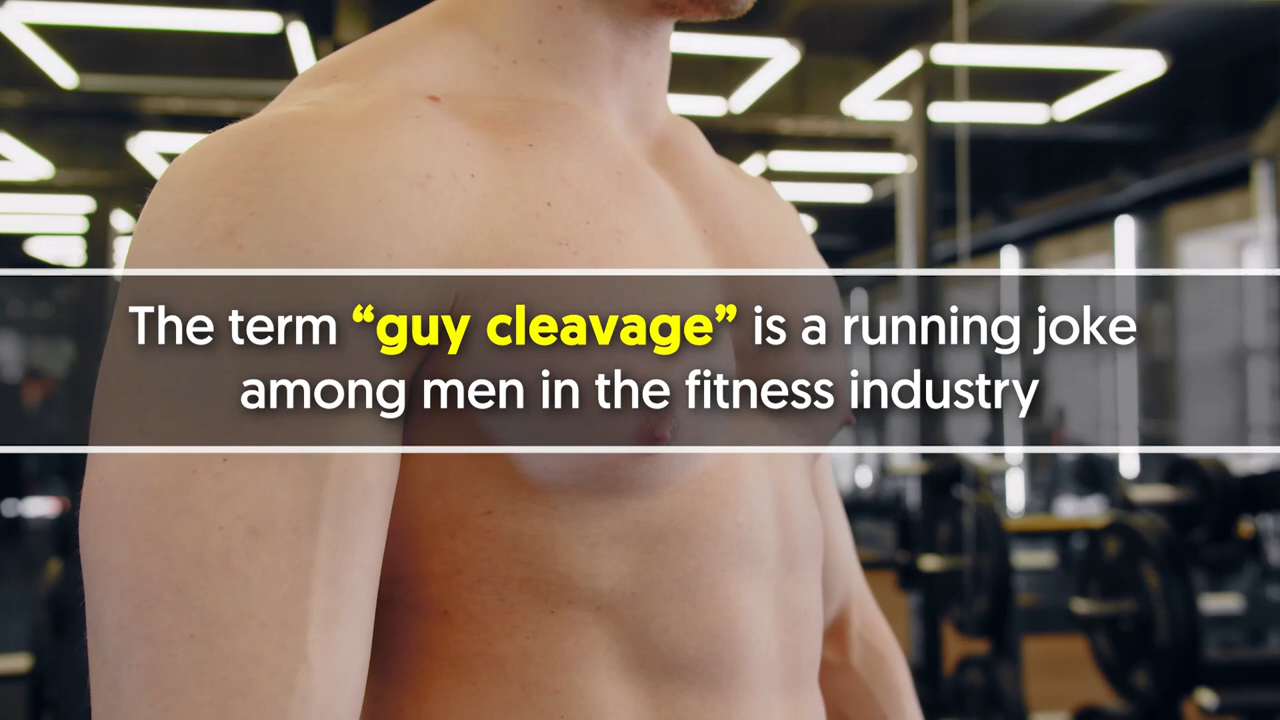 The term “guy cleavage” is a running joke
among men in the fitness industry